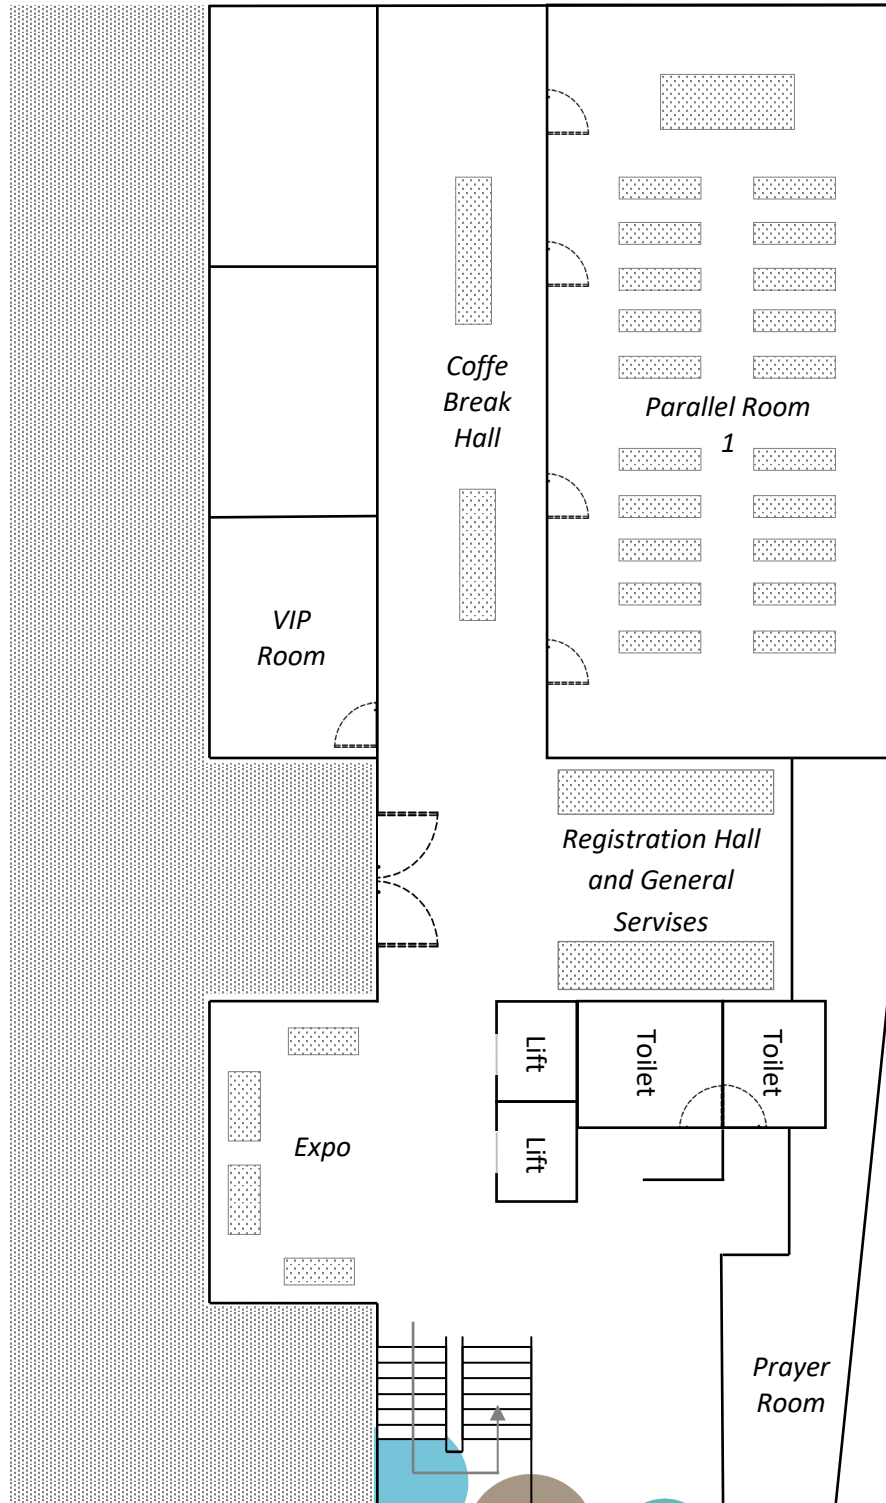 Coffe
Break
Hall
Parallel Room
1
VIP
Room
Registration Hall
and General
Servises
Lift
Toilet
Toilet
Lift
Expo
Prayer
Room